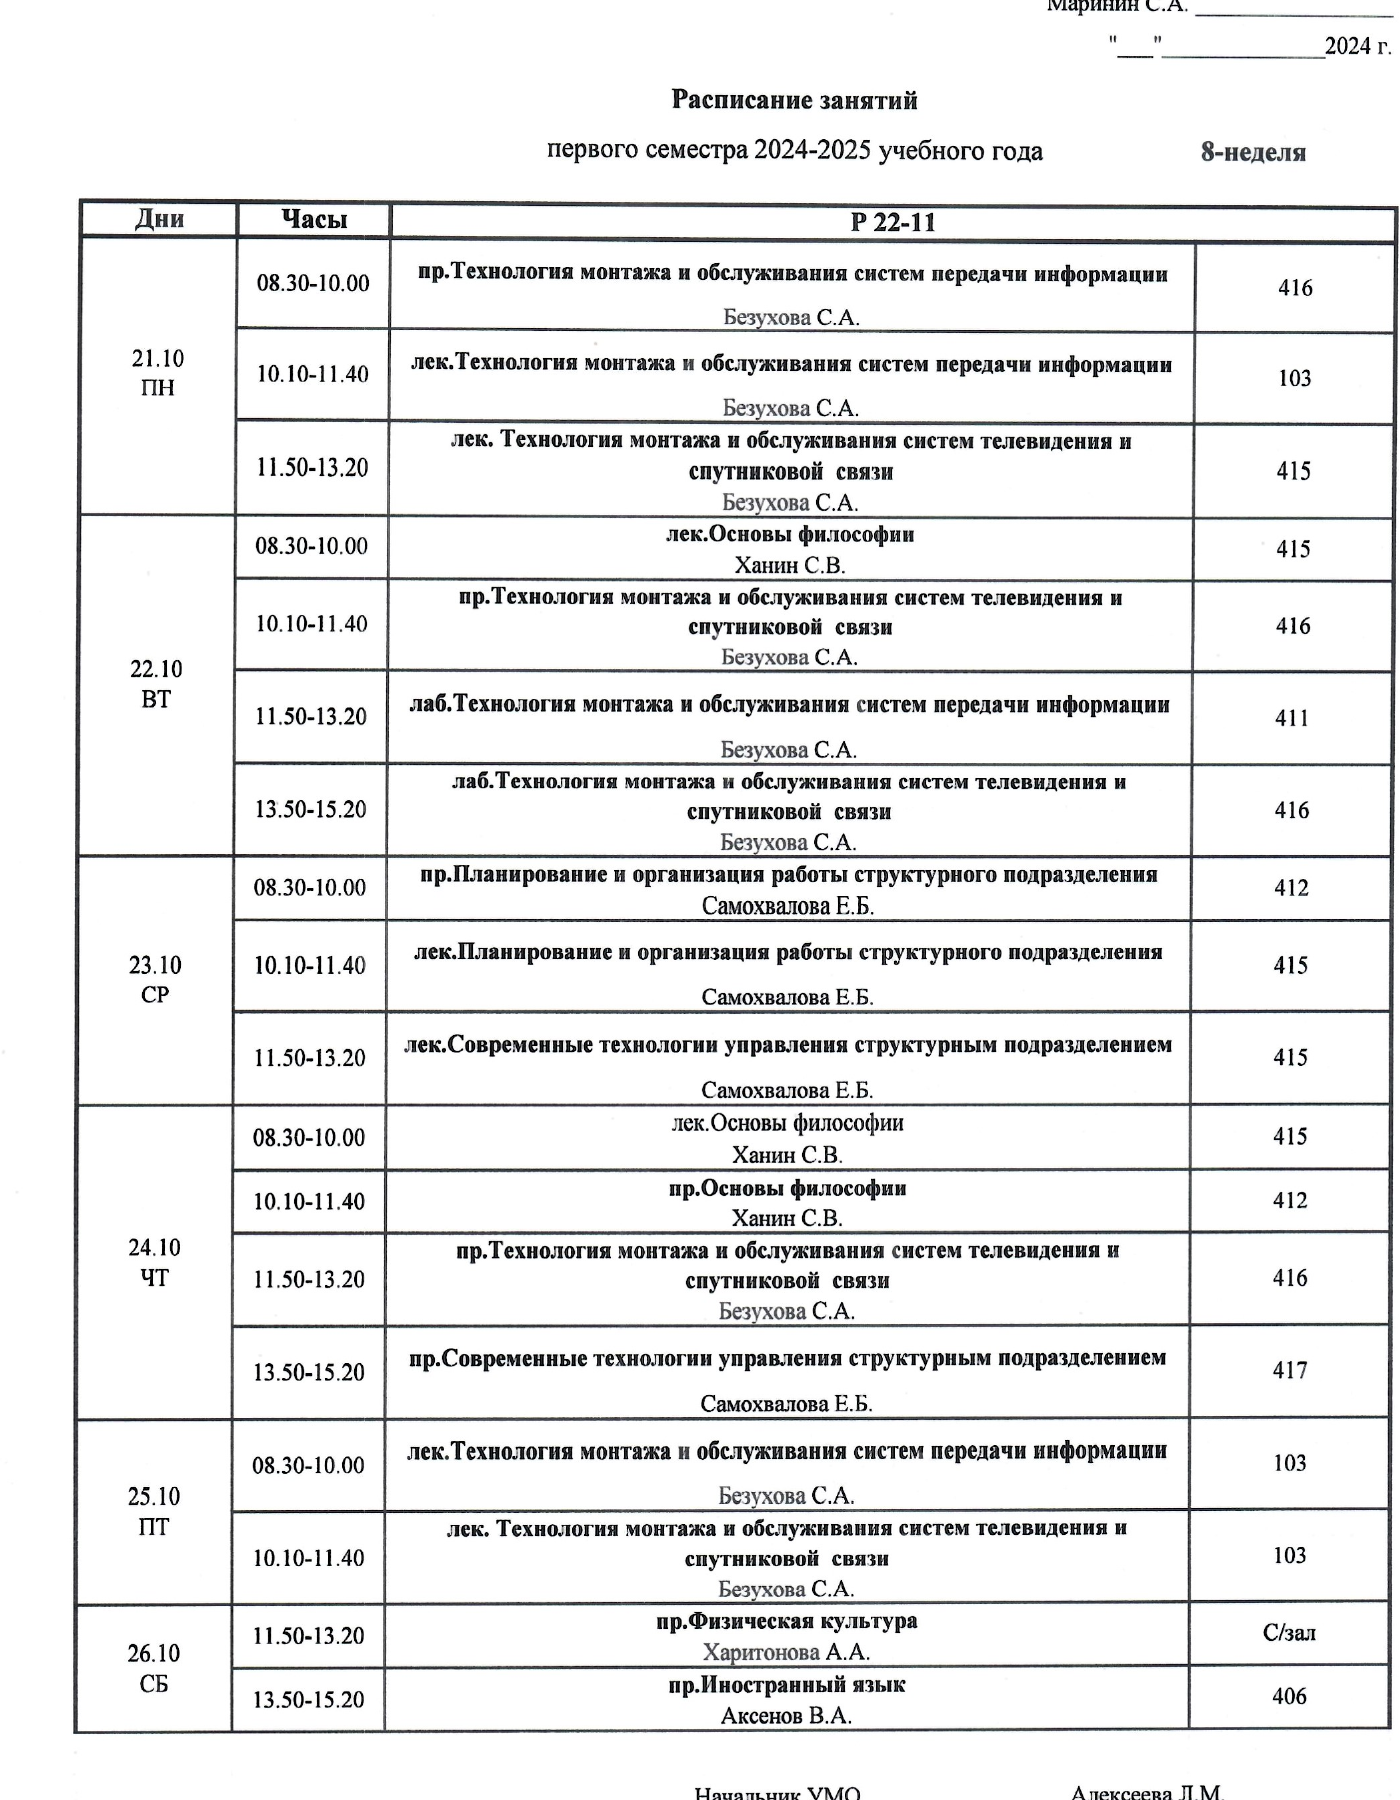 Маринин С.А. ________________
"___"______________2024 г.
Расписание занятий
первого семестра 2024-2025 учебного года 8-неделя
Дни Часы Р 22-11
21.10
ПН
08.30-10.00
пр.Технология монтажа и обслуживания систем передачи информации
Безухова С.А.
416
10.10-11.40
лек.Технология монтажа и обслуживания систем передачи информации
Безухова С.А.
103
11.50-13.20
лек. Технология монтажа и обслуживания систем телевидения и
спутниковой связи
Безухова С.А.
415
22.10
ВТ
08.30-10.00
лек.Основы философии
Ханин С.В.
415
10.10-11.40
пр.Технология монтажа и обслуживания систем телевидения и
спутниковой связи
Безухова С.А.
416
11.50-13.20
лаб.Технология монтажа и обслуживания систем передачи информации
Безухова С.А.
411
13.50-15.20
лаб.Технология монтажа и обслуживания систем телевидения и
спутниковой связи
Безухова С.А.
416
23.10
СР
08.30-10.00
пр.Планирование и организация работы структурного подразделения
Самохвалова Е.Б.
412
10.10-11.40
лек.Планирование и организация работы структурного подразделения
Самохвалова Е.Б.
415
11.50-13.20
лек.Современные технологии управления структурным подразделением
Самохвалова Е.Б.
415
24.10
ЧТ
08.30-10.00
лек.Основы философии
Ханин С.В.
415
10.10-11.40
пр.Основы философии
Ханин С.В.
412
11.50-13.20
пр.Технология монтажа и обслуживания систем телевидения и
спутниковой связи
Безухова С.А.
416
13.50-15.20
пр.Современные технологии управления структурным подразделением
Самохвалова Е.Б.
417
25.10
ПТ
08.30-10.00
лек.Технология монтажа и обслуживания систем передачи информации
Безухова С.А.
103
10.10-11.40
лек. Технология монтажа и обслуживания систем телевидения и
спутниковой связи
Безухова С.А.
103
26.10
СБ
11.50-13.20
пр.Физическая культура
Харитонова А.А.
С/зал
13.50-15.20
пр.Иностранный язык
Аксенов В.А.
406
Начальник УМО Алексеева Л.М.